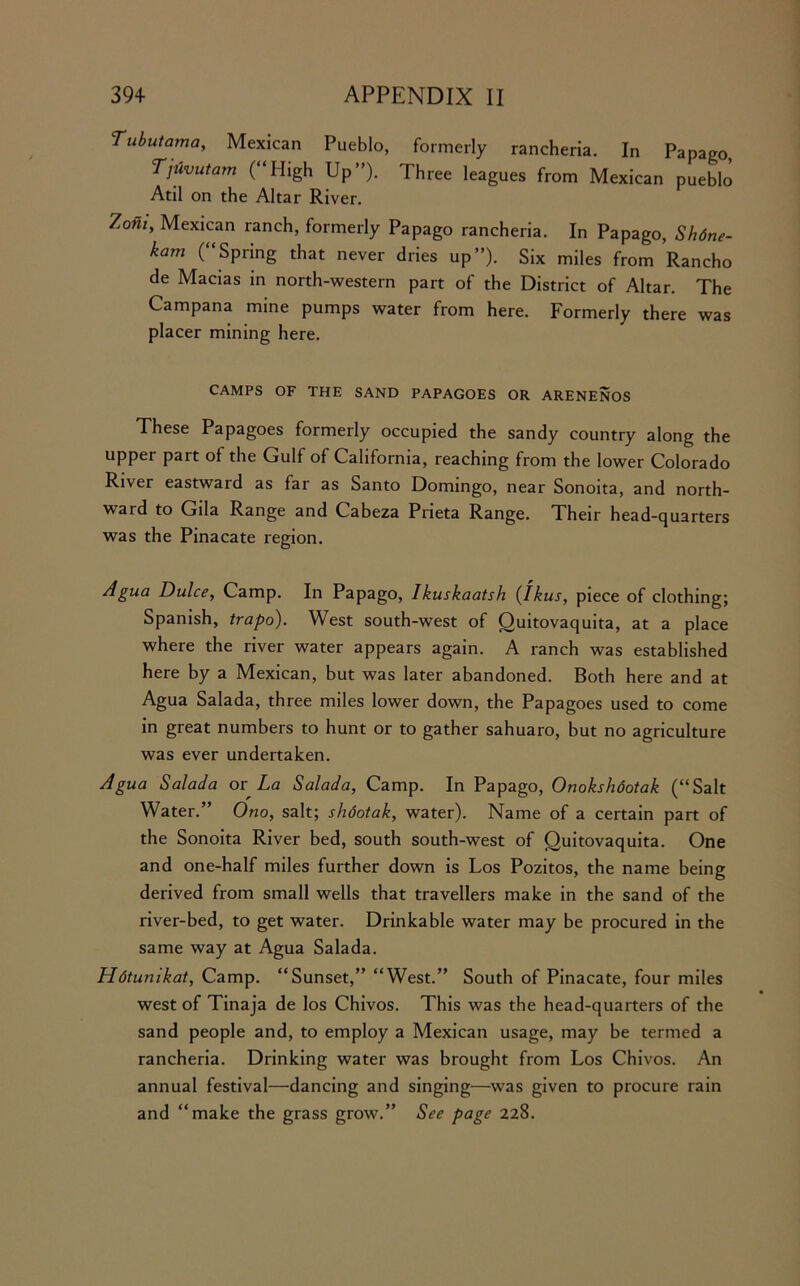 394 APPENDIX II
Tubutama, Mexican Pueblo, formerly rancheria. In Papago,
Tjúvutam (“High Up”). Three leagues from Mexican pueblo
Atil on the Altar River.
Zoñi, Mexican ranch, formerly Papago rancheria. In Papago, Shóne-
kam (“Spring that never dries up”). Six miles from Rancho
de Macias in north-western part of the District of Altar. The
Campana mine pumps water from here. Formerly there was
placer mining here.
CAMPS OF THE SAND PAPAGOES OR ARENEÑOS
These Papagoes formerly occupied the sandy country along the
upper part of the Gulf of California, reaching from the lower Colorado
River eastward as far as Santo Domingo, near Sonoita, and north-
ward to Gila Range and Cabeza Prieta Range. Their head-quarters
was the Pinacate region.
Agua Dulce, Camp. In Papago, Ikuskaatsh (Íkus, piece of clothing;
Spanish, trapo). West south-west of Quitovaquita, at a place
where the river water appears again. A ranch was established
here by a Mexican, but was later abandoned. Both here and at
Agua Salada, three miles lower down, the Papagoes used to come
in great numbers to hunt or to gather sahuaro, but no agriculture
was ever undertaken.
Agua Salada or La Salada, Camp. In Papago, Onokshóotak (“Salt
Water.” Óno, salt; shóotak, water). Name of a certain part of
the Sonoita River bed, south south-west of Quitovaquita. One
and one-half miles further down is Los Pozitos, the name being
derived from small wells that travellers make in the sand of the
river-bed, to get water. Drinkable water may be procured in the
same way at Agua Salada.
Hótunikat, Camp. “Sunset,” “West.” South of Pinacate, four miles
west of Tinaja de los Chivos. This was the head-quarters of the
sand people and, to employ a Mexican usage, may be termed a
rancheria. Drinking water was brought from Los Chivos. An
annual festival—dancing and singing—was given to procure rain
and “make the grass grow.” See page 228.